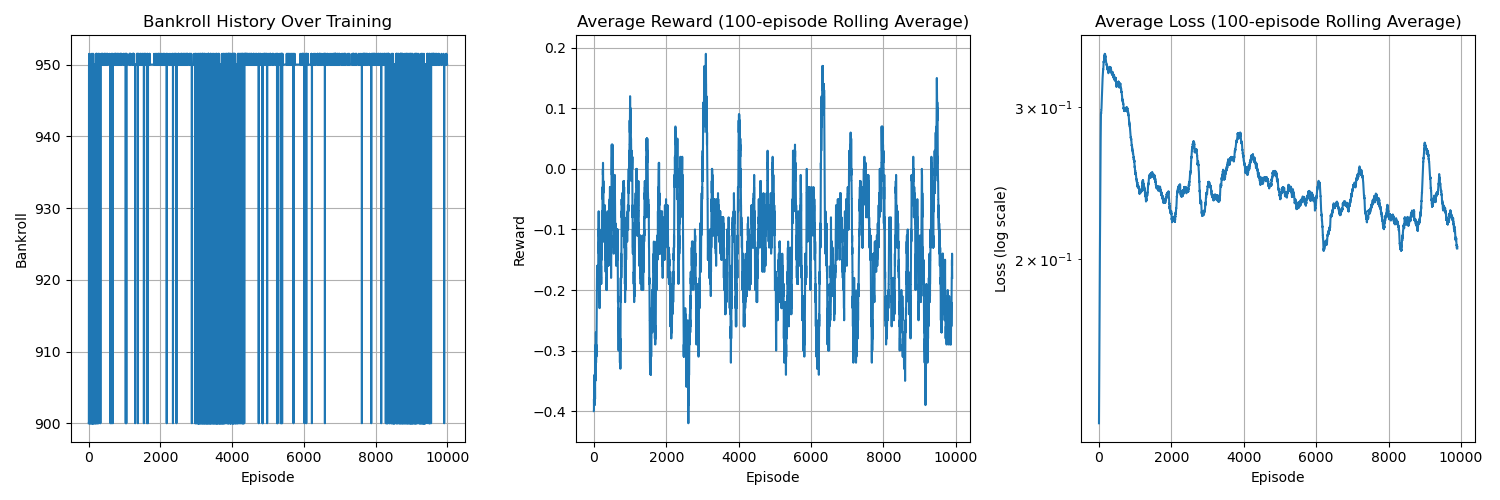 Bankroll History Over Training
950
940
930
920
910
900
Bankroll
0 2000 4000 6000 8000 10000
Episode
Average Reward (100-episode Rolling Average)
0.2
0.1
0.0
−0.1
−0.2
−0.3
−0.4
Reward
0 2000 4000 6000 8000 10000
Episode
Average Loss (100-episode Rolling Average)
3 × 10⁻¹
2 × 10⁻¹
Loss (log scale)
0 2000 4000 6000 8000 10000
Episode